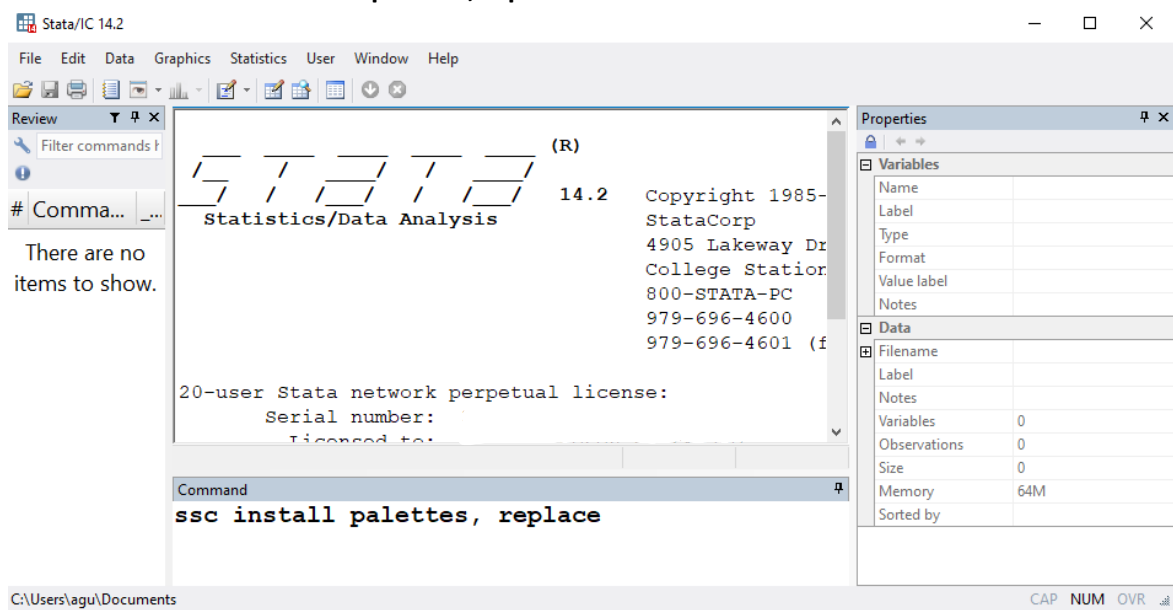 Stata/IC 14.2
File Edit Data Graphics Statistics User Window Help
Review
Filter commands h
# Comma... _...
There are no
items to show.
(R)
STATA 14.2 Copyright 1985-
Statistics/Data Analysis StataCorp
4905 Lakeway Dr
College Station
800-STATA-PC
979-696-4600
979-696-4601 (f
20-user Stata network perpetual license:
Serial number:
Licensed to:
Command
ssc install palettes, replace
Properties
Variables
Name
Label
Type
Format
Value label
Notes
Data
Filename
Label
Notes
Variables 0
Observations 0
Size 0
Memory 64M
Sorted by
C:\Users\agu\Documents
CAP NUM OVR